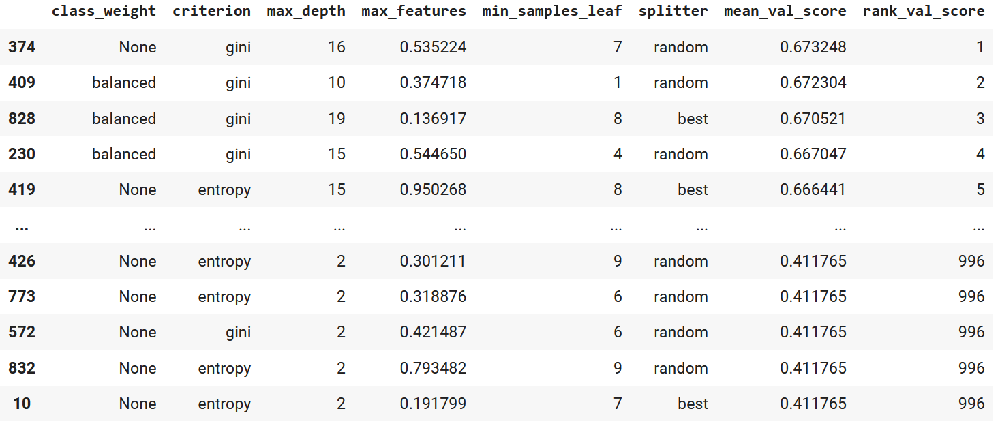 class_weight criterion max_depth max_features min_samples_leaf splitter mean_val_score rank_val_score
374 None gini 16 0.535224 7 random 0.673248 1
409 balanced gini 10 0.374718 1 random 0.672304 2
828 balanced gini 19 0.136917 8 best 0.670521 3
230 balanced gini 15 0.544650 4 random 0.667047 4
419 None entropy 15 0.950268 8 best 0.666441 5
... ... ... ... ... ... ... ... ...
426 None entropy 2 0.301211 9 random 0.411765 996
773 None entropy 2 0.318876 6 random 0.411765 996
572 None gini 2 0.421487 6 random 0.411765 996
832 None entropy 2 0.793482 9 random 0.411765 996
10 None entropy 2 0.191799 7 best 0.411765 996